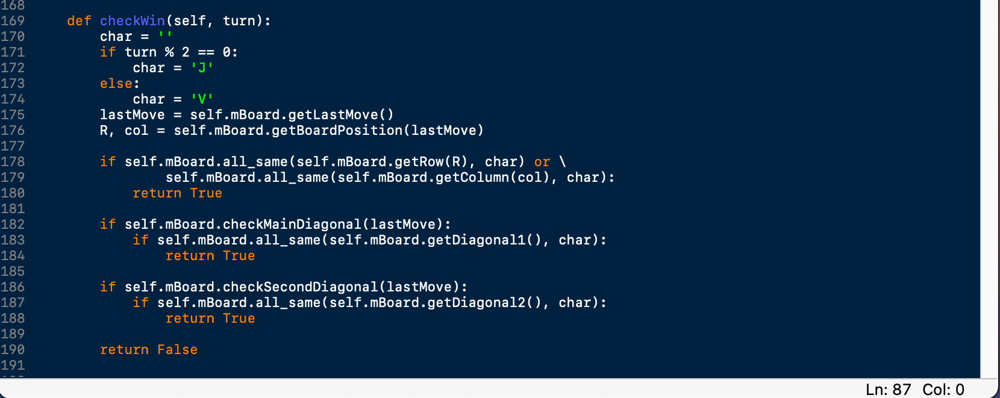 168
169     def checkWin(self, turn):
170         char = ''
171         if turn % 2 == 0:
172             char = 'J'
173         else:
174             char = 'V'
175         lastMove = self.mBoard.getLastMove()
176         R, col = self.mBoard.getBoardPosition(lastMove)
177
178         if self.mBoard.all_same(self.mBoard.getRow(R), char) or \
179                 self.mBoard.all_same(self.mBoard.getColumn(col), char):
180             return True
181
182         if self.mBoard.checkMainDiagonal(lastMove):
183             if self.mBoard.all_same(self.mBoard.getDiagonal1(), char):
184                 return True
185
186         if self.mBoard.checkSecondDiagonal(lastMove):
187             if self.mBoard.all_same(self.mBoard.getDiagonal2(), char):
188                 return True
189
190         return False
191
Ln: 87 Col: 0